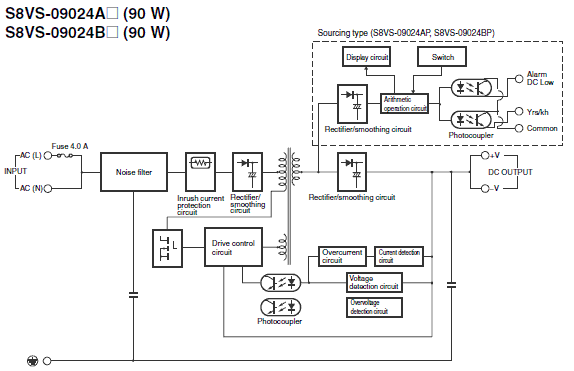 S8VS-09024A□ (90 W)
S8VS-09024B□ (90 W)
Sourcing type (S8VS-09024AP, S8VS-09024BP)
Display circuit
Switch
Alarm
DC Low
Arithmetic
operation circuit
Yrs/kh
Rectifier/smoothing circuit
Photocoupler
Common
Fuse 4.0 A
AC (L)
INPUT
AC (N)
Noise filter
+V
DC OUTPUT
-V
Inrush current
protection
circuit
Rectifier/
smoothing
circuit
Rectifier/smoothing circuit
Drive control
circuit
Overcurrent
circuit
Current detection
circuit
Voltage
detection circuit
Overvoltage
detection circuit
Photocoupler